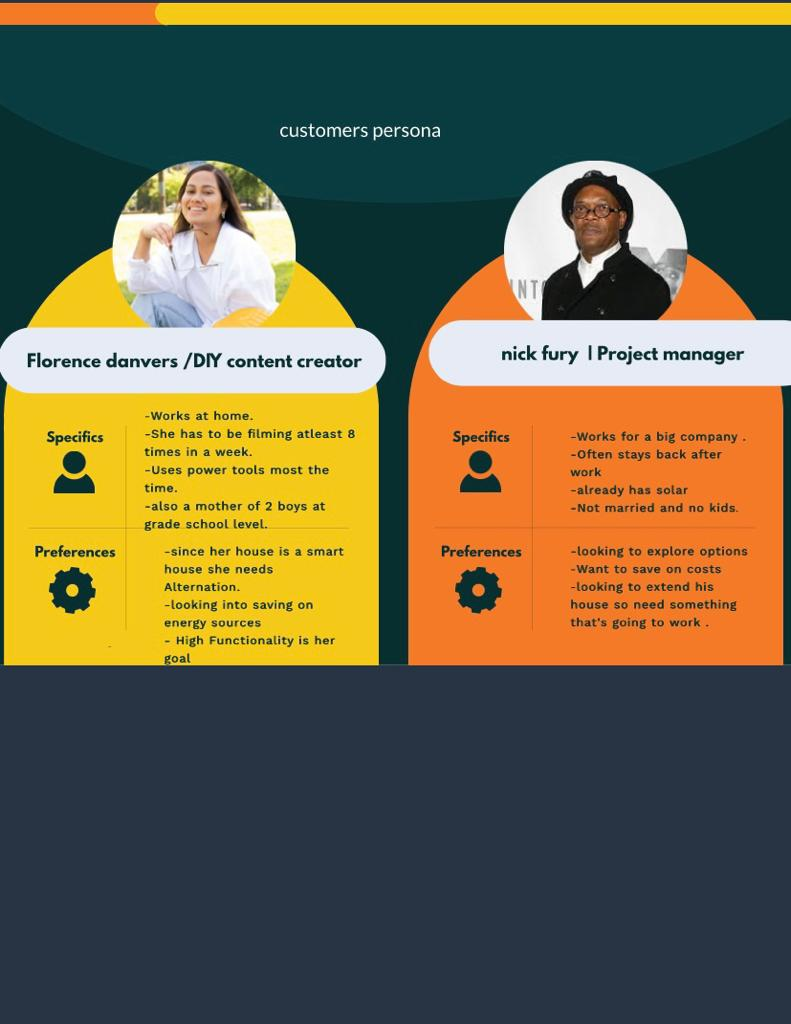 customers persona
Florence danvers /DIY content creator
Specifics
-Works at home.
-She has to be filming atleast 8
times in a week.
-Uses power tools most the
time.
-also a mother of 2 boys at
grade school level.
Preferences
-since her house is a smart
house she needs
Alternation.
-looking into saving on
energy sources
- High Functionality is her
goal
nick fury | Project manager
Specifics
-Works for a big company .
-Often stays back after
work
-already has solar
-Not married and no kids.
Preferences
-looking to explore options
-Want to save on costs
-looking to extend his
house so need something
that's going to work .